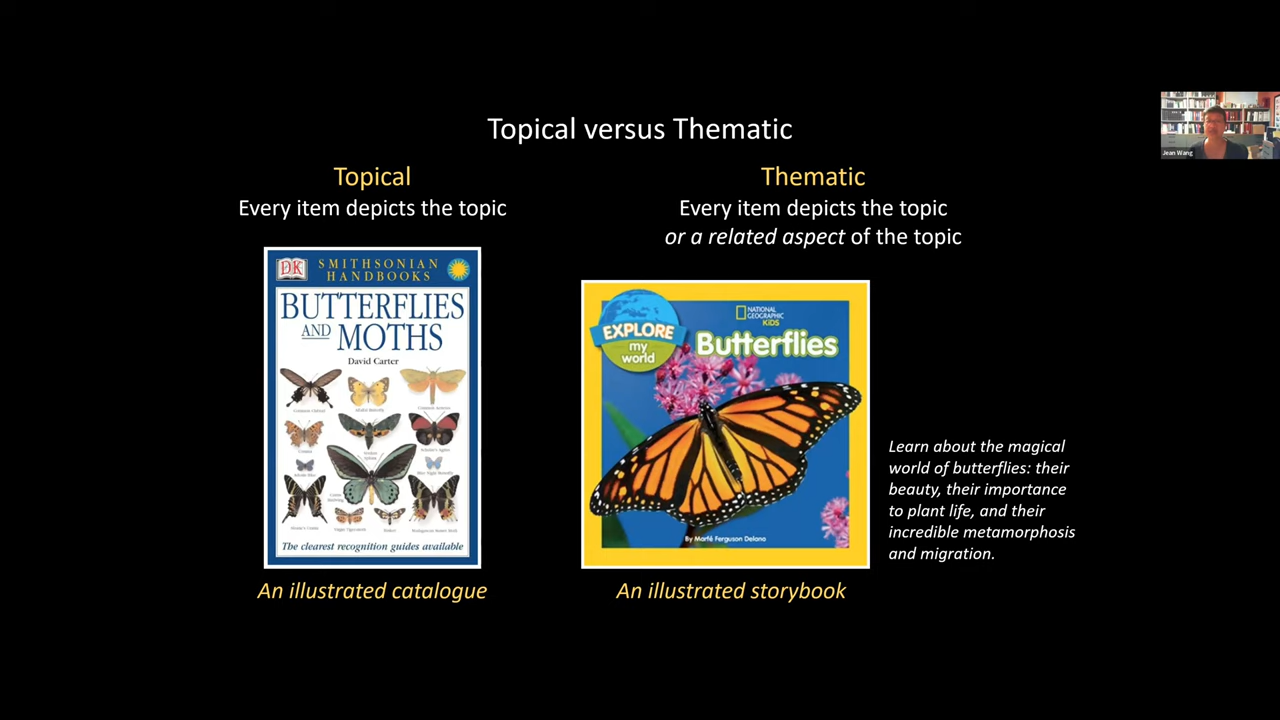 Topical versus Thematic
Topical
Every item depicts the topic
DK
SMITHSONIAN
HANDBOOKS
BUTTERFLIES
AND MOTHS
David Carter
The clearest recognition guides available
An illustrated catalogue
Thematic
Every item depicts the topic
or a related aspect of the topic
EXPLORE
my
world
NATIONAL
GEOGRAPHIC
KiDS
Butterflies
By Marfé Ferguson Delano
An illustrated storybook
Learn about the magical
world of butterflies: their
beauty, their importance
to plant life, and their
incredible metamorphosis
and migration.
Jean Wang